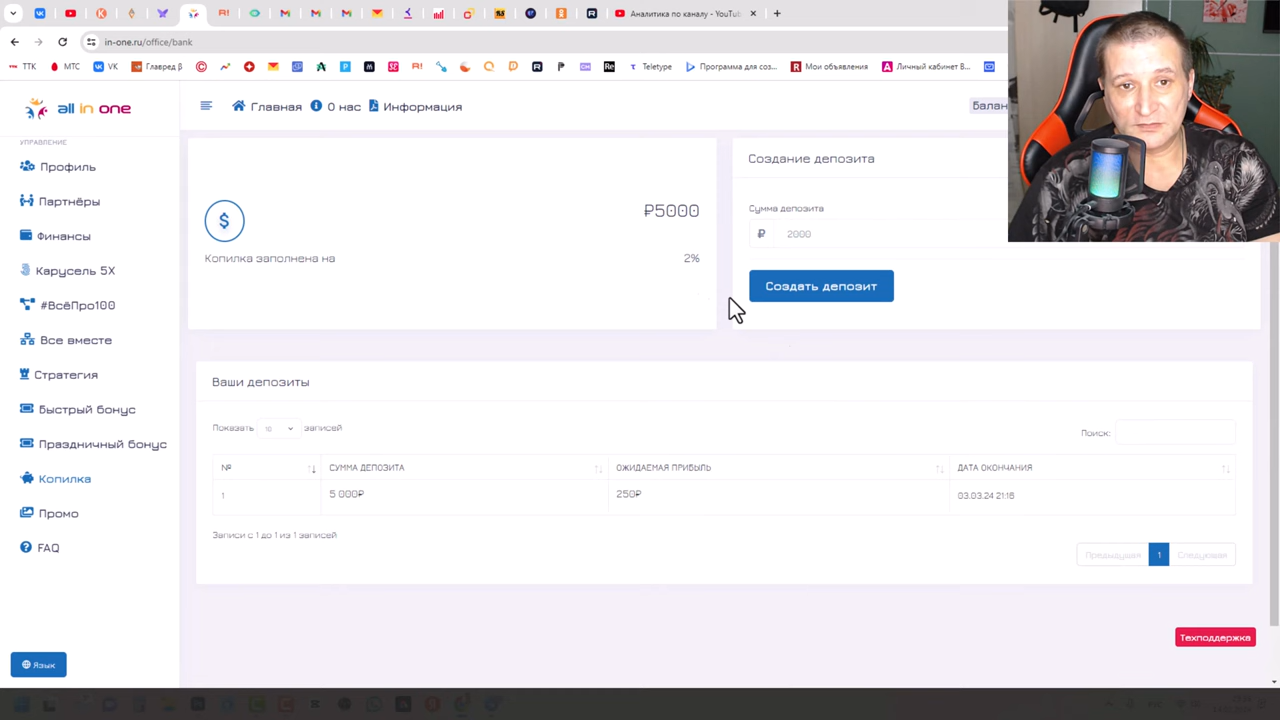 Аналитика по каналу - YouTu
in-one.ru/office/bank
ТТК
МТС
VK
Главред β
Teletype
Программа для соз...
Мои объявления
Личный кабинет B...
all in one
Главная
О нас
Информация
Балан
УПРАВЛЕНИЕ
Профиль
Партнёры
Финансы
Карусель 5X
#ВсёПро100
Все вместе
Стратегия
Быстрый бонус
Праздничный бонус
Копилка
Промо
FAQ
Язык
₽5000
Копилка заполнена на
2%
Создание депозита
Сумма депозита
₽ 2000
Создать депозит
Ваши депозиты
Показать 10 записей
Поиск:
№ СУММА ДЕПОЗИТА ОЖИДАЕМАЯ ПРИБЫЛЬ ДАТА ОКОНЧАНИЯ
1 5 000₽ 250₽ 03.03.24 21:16
Записи с 1 до 1 из 1 записей
Предыдущая 1 Следующая
Техподдержка